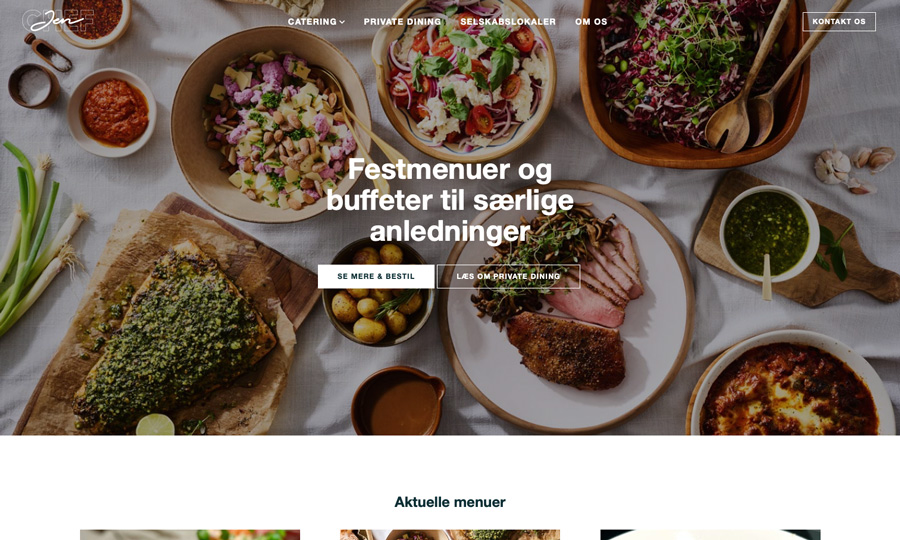 CHEF
Jen
CATERING
PRIVATE DINING
SELSKABSLOKALER
OM OS
KONTAKT OS
Festmenuer og
buffeter til særlige
anledninger
SE MERE & BESTIL
LÆS OM PRIVATE DINING
Aktuelle menuer